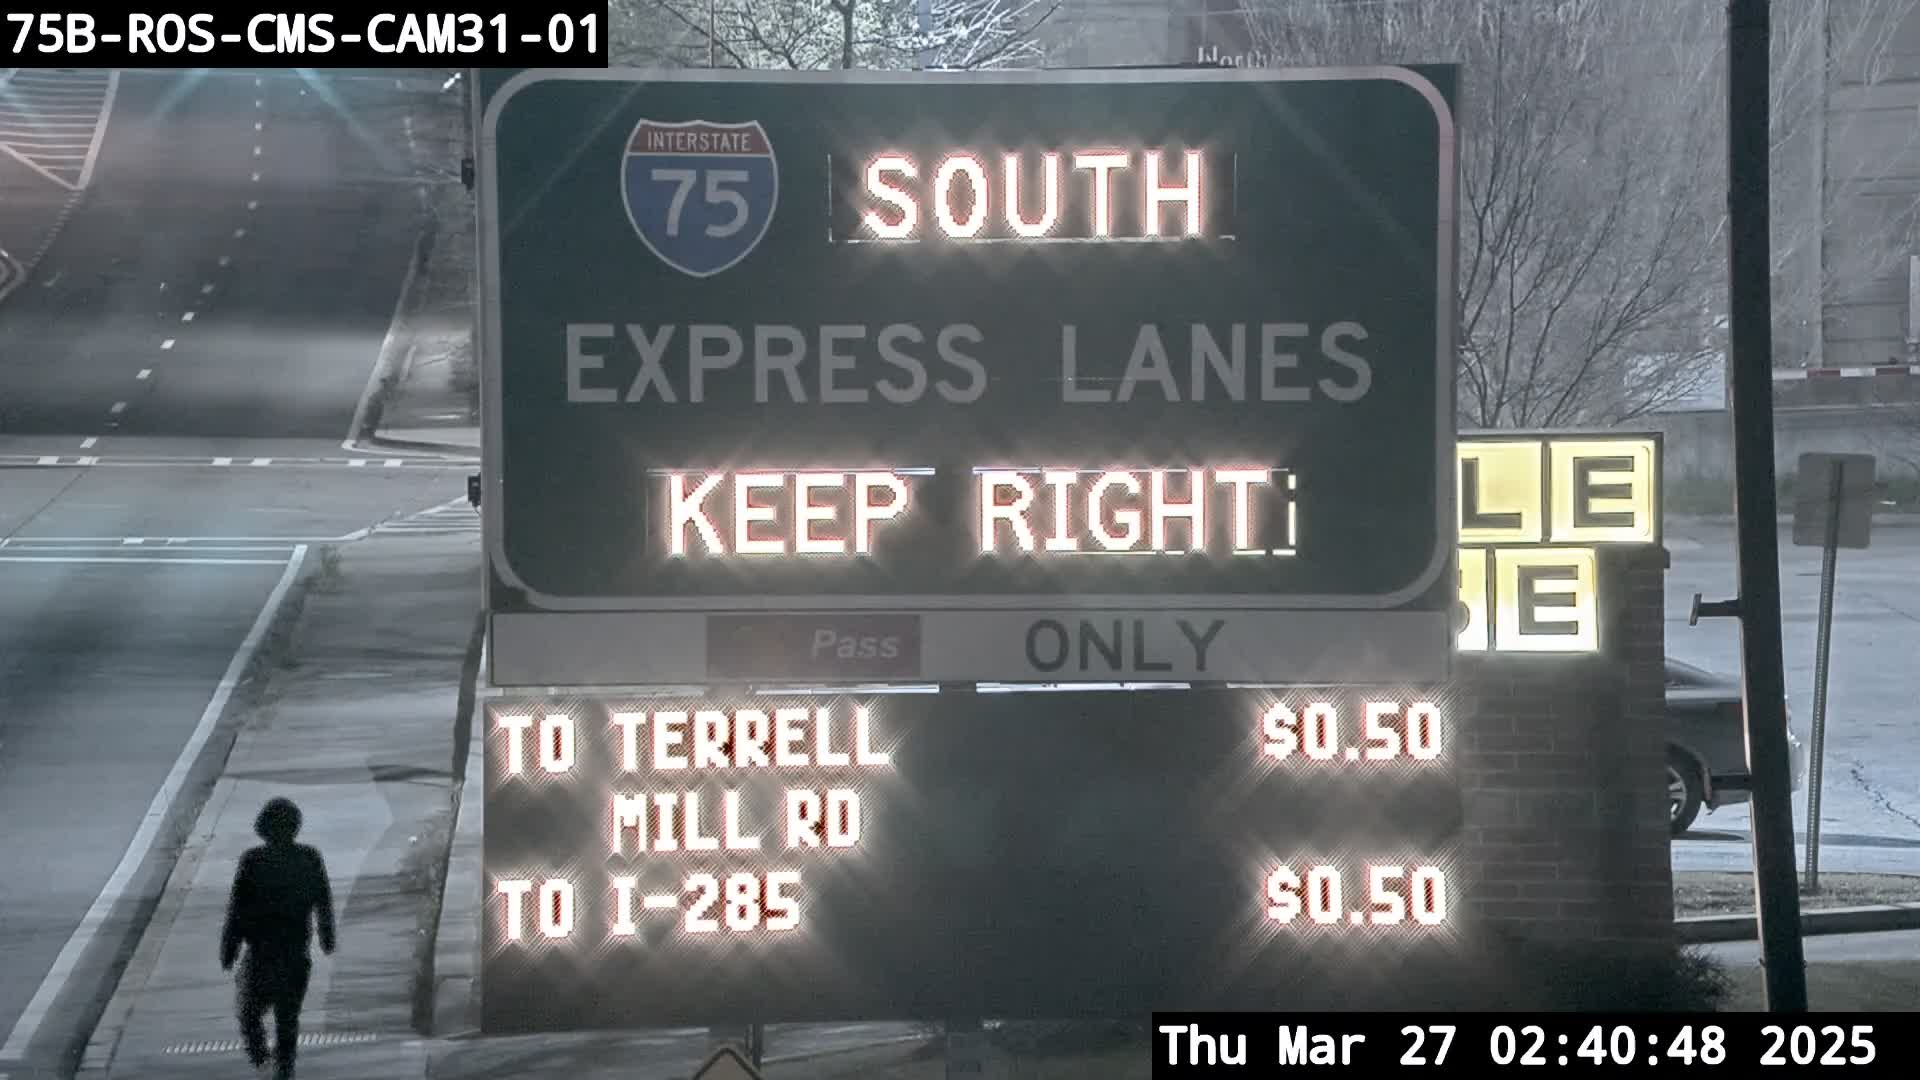 75B-ROS-CMS-CAM31-01
INTERSTATE
75
SOUTH
EXPRESS LANES
KEEP RIGHT
Pass ONLY
LE
E
TO TERRELL $0.50
MILL RD
TO I-285 $0.50
Thu Mar 27 02:40:48 2025